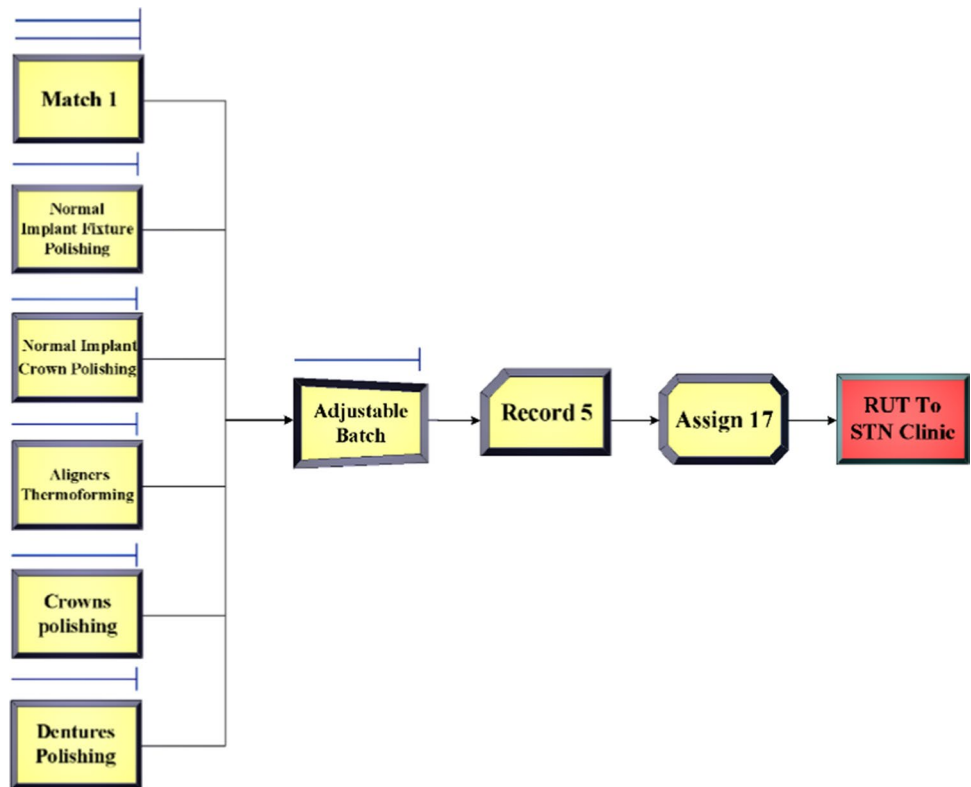 Match 1
Normal
Implant Fixture
Polishing
Normal Implant
Crown Polishing
Aligners
Thermoforming
Crowns
polishing
Dentures
Polishing
Adjustable
Batch
Record 5
Assign 17
RUT To
STN Clinic